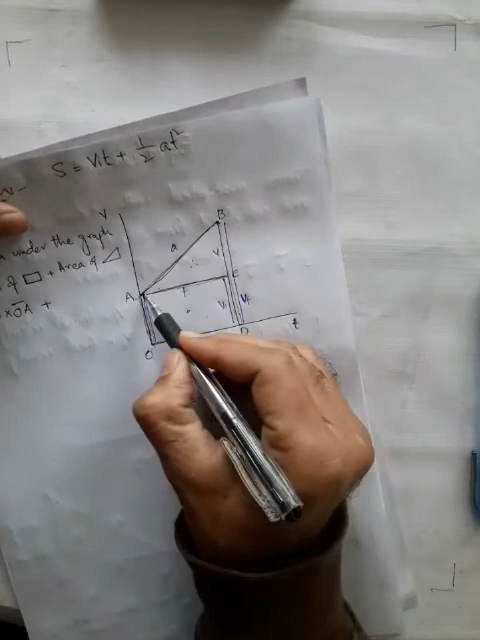 S = Vit + ½ at²
V
B
under the graph
a
V
of □ + Area of △
C
A
t
×OA +
Vi
Vf
D
t
O